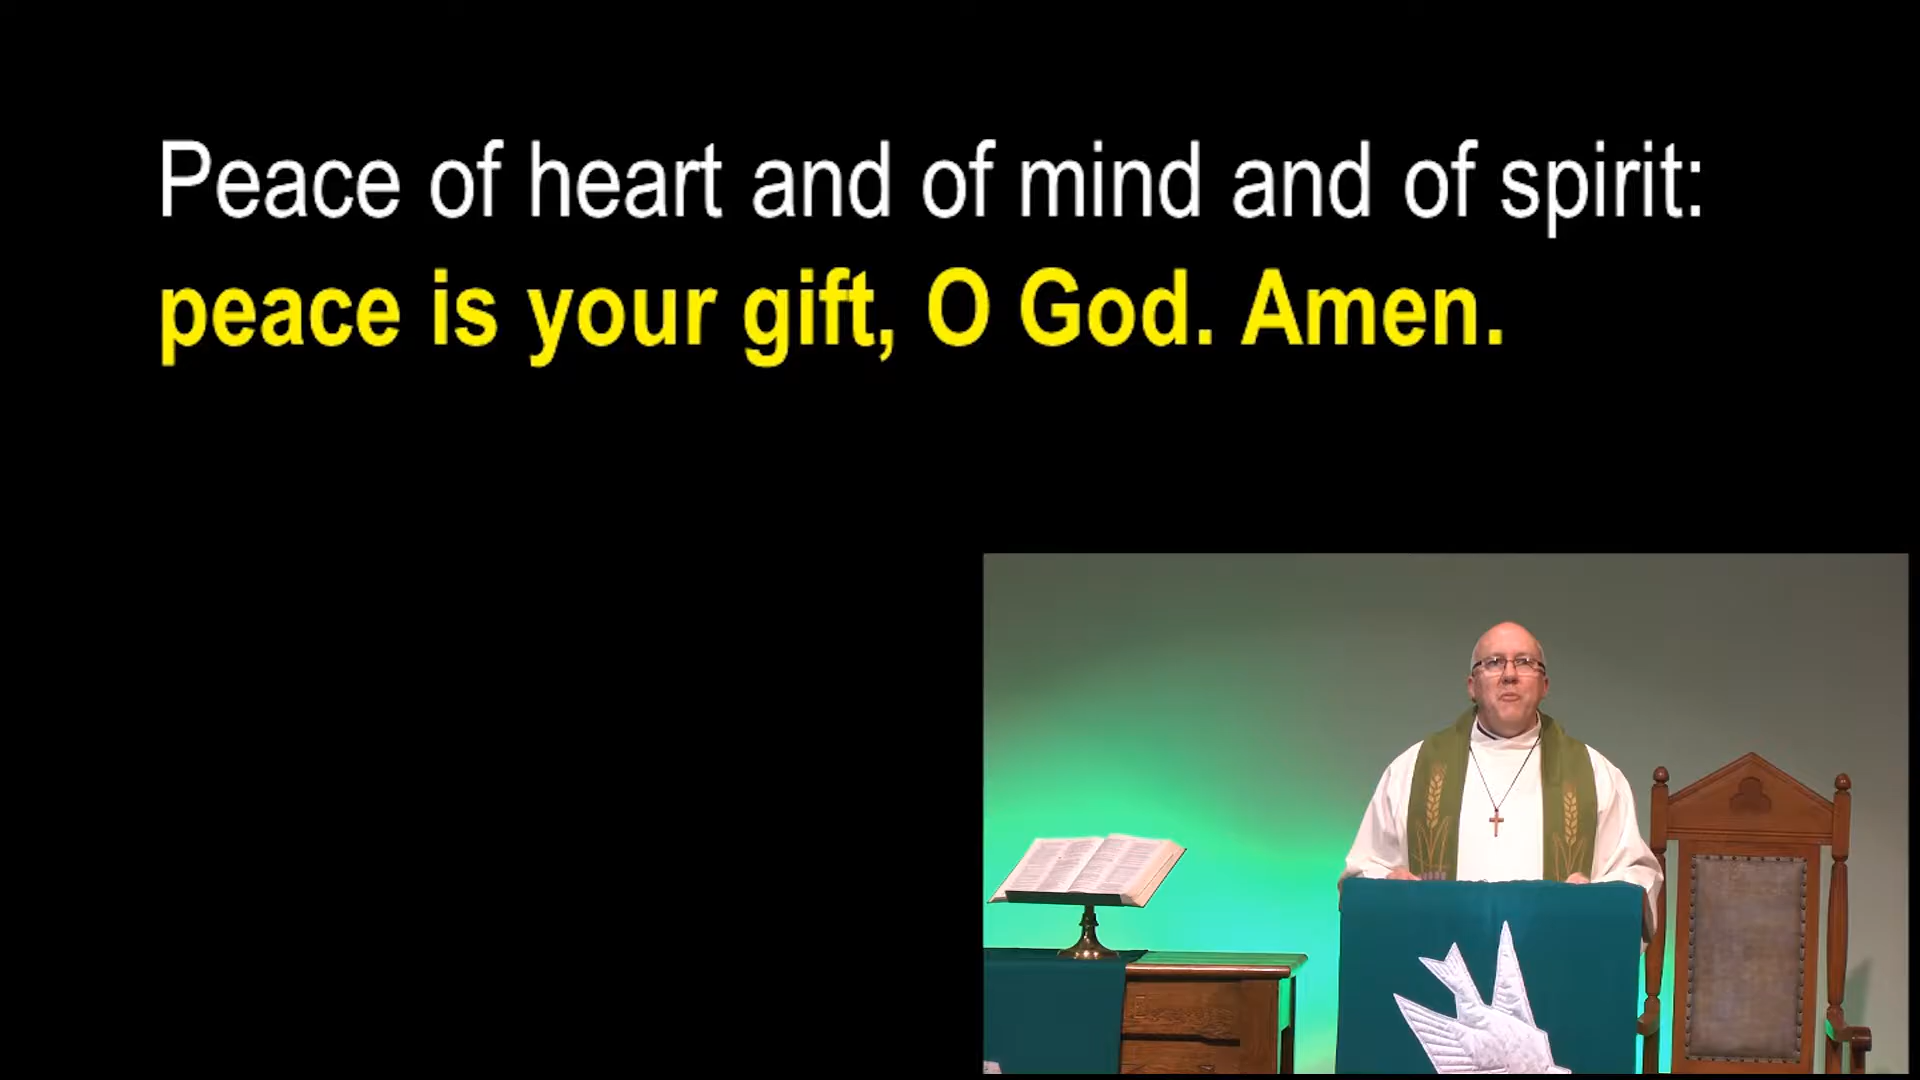 Peace of heart and of mind and of spirit:
peace is your gift, O God. Amen.